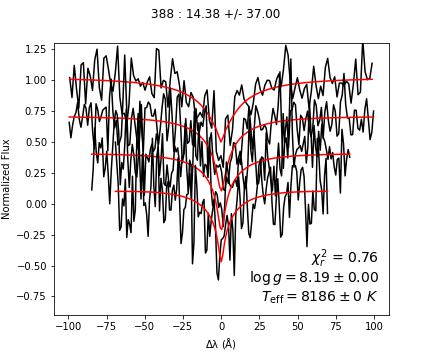 388 : 14.38 +/- 37.00
1.25
1.00
0.75
0.50
0.25
0.00
−0.25
−0.50
−0.75
Normalized Flux
χ²ᵣ = 0.76
log g = 8.19 ± 0.00
T_eff = 8186 ± 0 K
−100 −75 −50 −25 0 25 50 75 100
Δλ (Å)